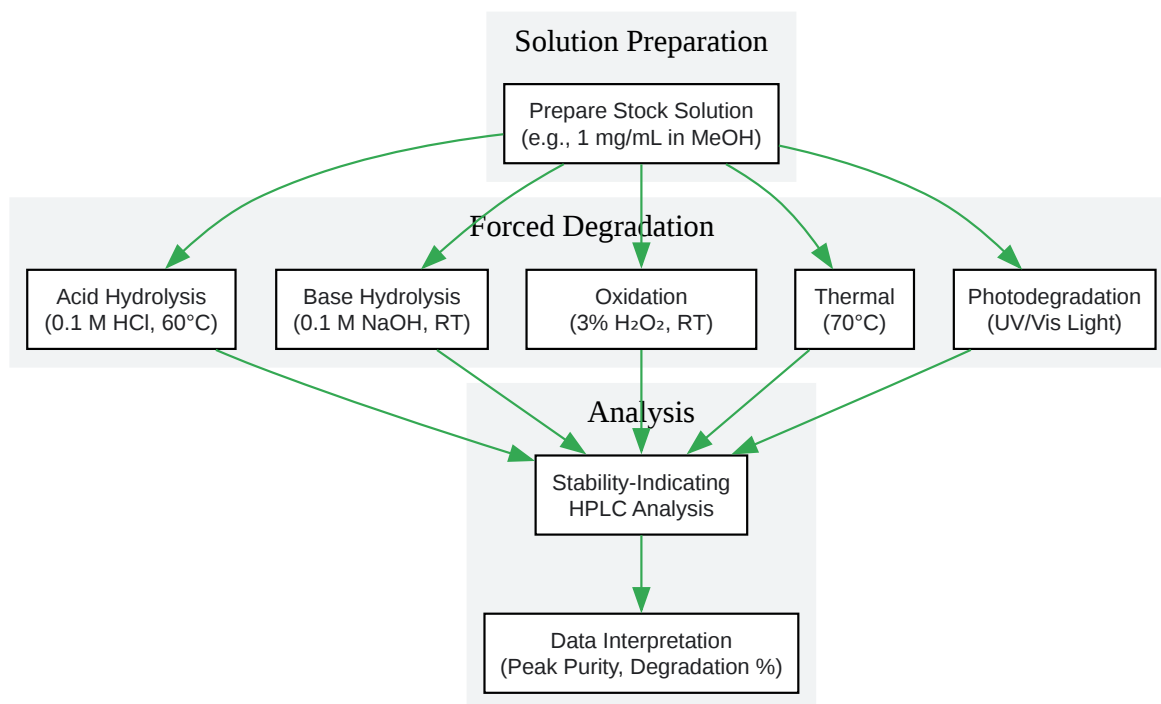 Solution Preparation
Prepare Stock Solution
(e.g., 1 mg/mL in MeOH)
Forced Degradation
Acid Hydrolysis
(0.1 M HCl, 60°C)
Base Hydrolysis
(0.1 M NaOH, RT)
Oxidation
(3% H₂O₂, RT)
Thermal
(70°C)
Photodegradation
(UV/Vis Light)
Analysis
Stability-Indicating
HPLC Analysis
Data Interpretation
(Peak Purity, Degradation %)